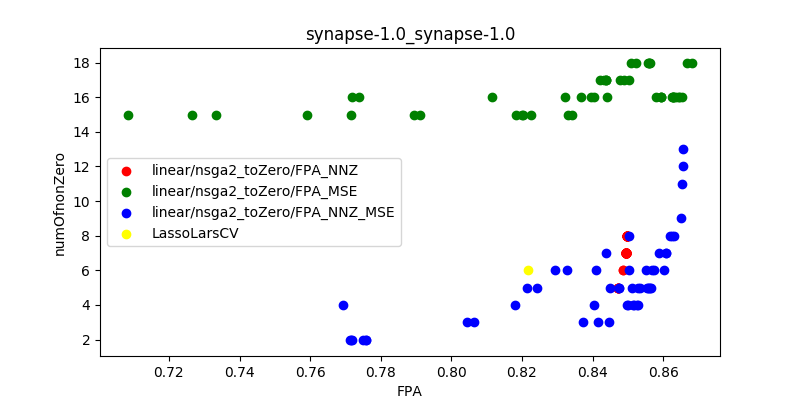 synapse-1.0_synapse-1.0
numOfnonZero
18
16
14
12
10
8
6
4
2
linear/nsga2_toZero/FPA_NNZ
linear/nsga2_toZero/FPA_MSE
linear/nsga2_toZero/FPA_NNZ_MSE
LassoLarsCV
0.72 0.74 0.76 0.78 0.80 0.82 0.84 0.86
FPA